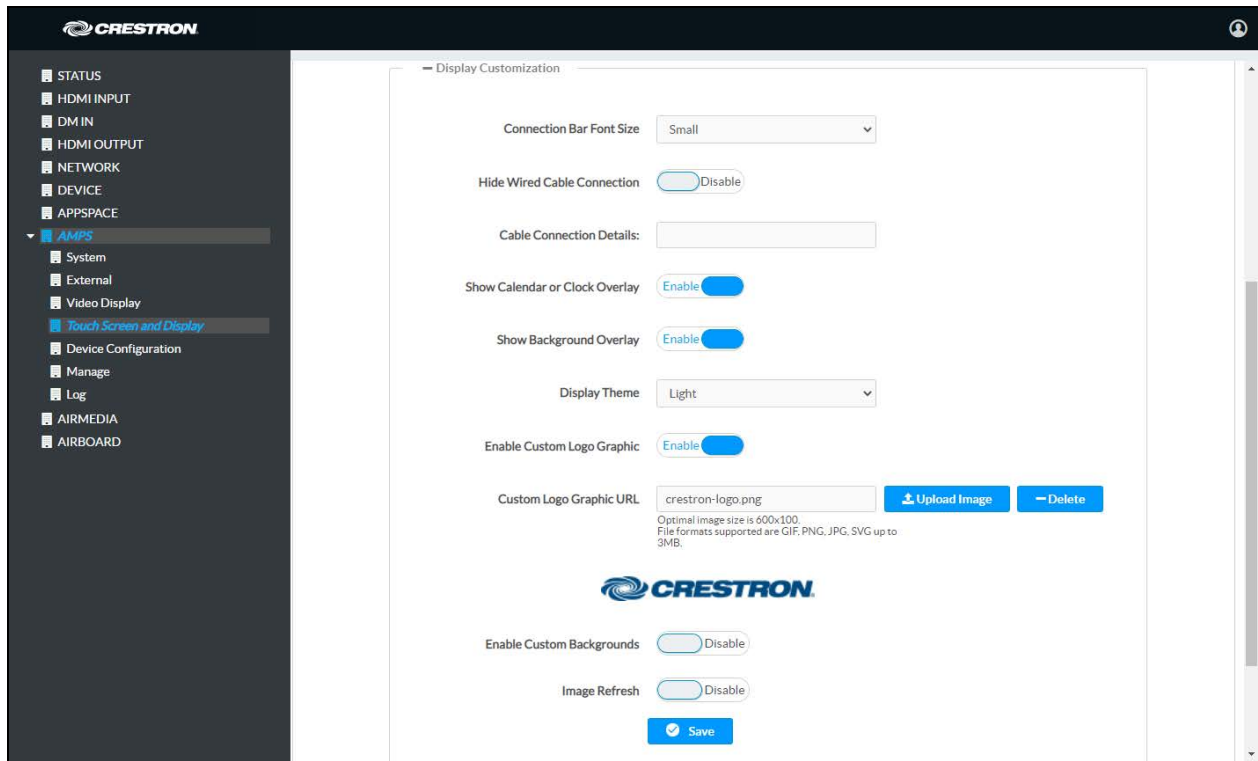 CRESTRON
STATUS
HDMI INPUT
DM IN
HDMI OUTPUT
NETWORK
DEVICE
APPSPACE
AMPS
System
External
Video Display
Touch Screen and Display
Device Configuration
Manage
Log
AIRMEDIA
AIRBOARD
Display Customization
Connection Bar Font Size Small
Hide Wired Cable Connection Disable
Cable Connection Details:
Show Calendar or Clock Overlay Enable
Show Background Overlay Enable
Display Theme Light
Enable Custom Logo Graphic Enable
Custom Logo Graphic URL crestron-logo.png Upload Image Delete
Optimal image size is 600x100.
File formats supported are GIF, PNG, JPG, SVG up to
3MB.
CRESTRON
Enable Custom Backgrounds Disable
Image Refresh Disable
Save